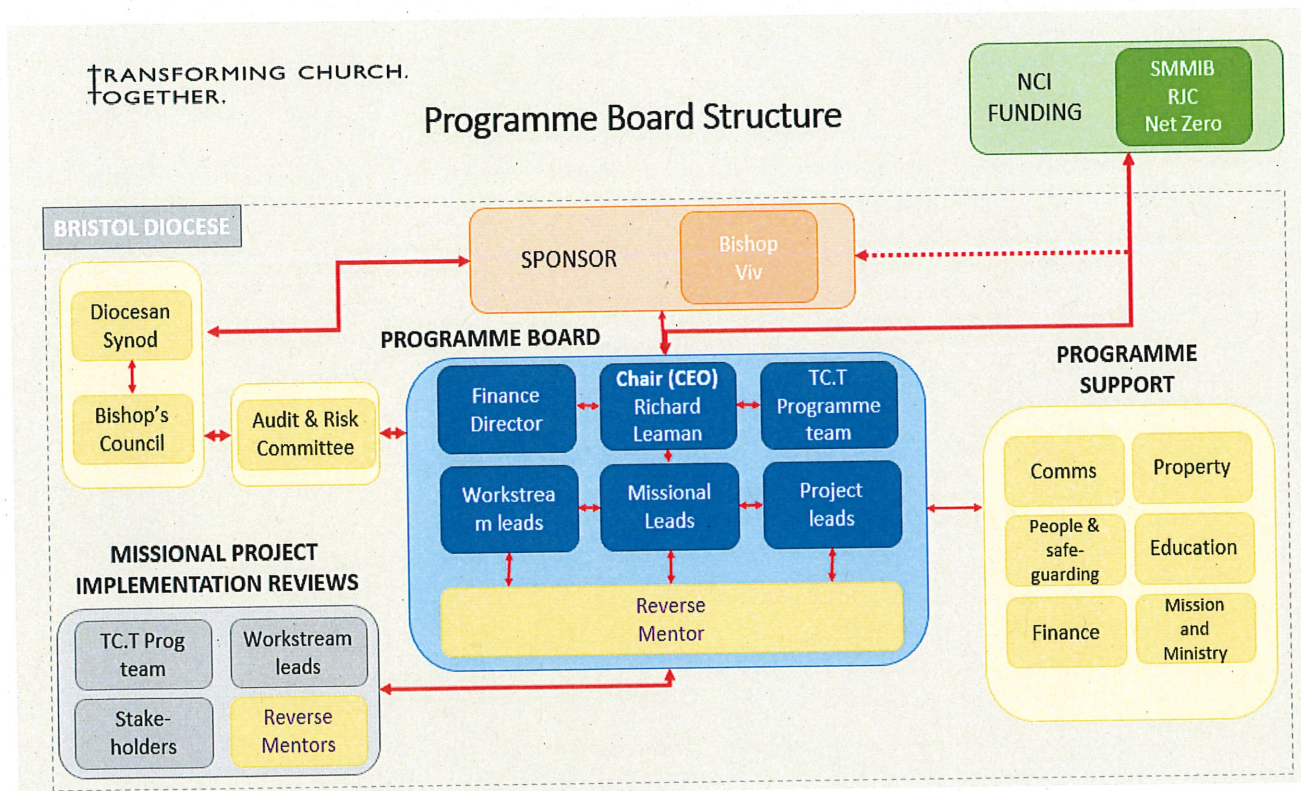 TRANSFORMING CHURCH.
TOGETHER.
Programme Board Structure
NCI
FUNDING
SMMIB
RJC
Net Zero
BRISTOL DIOCESE
SPONSOR
Bishop
Viv
Diocesan
Synod
Bishop's
Council
Audit & Risk
Committee
PROGRAMME BOARD
Finance
Director
Chair (CEO)
Richard
Leaman
TC.T
Programme
team
Workstrea
m leads
Missional
Leads
Project
leads
Reverse
Mentor
PROGRAMME
SUPPORT
Comms
Property
People &
safe-
guarding
Education
Finance
Mission
and
Ministry
MISSIONAL PROJECT
IMPLEMENTATION REVIEWS
TC.T Prog
team
Workstream
leads
Stake-
holders
Reverse
Mentors